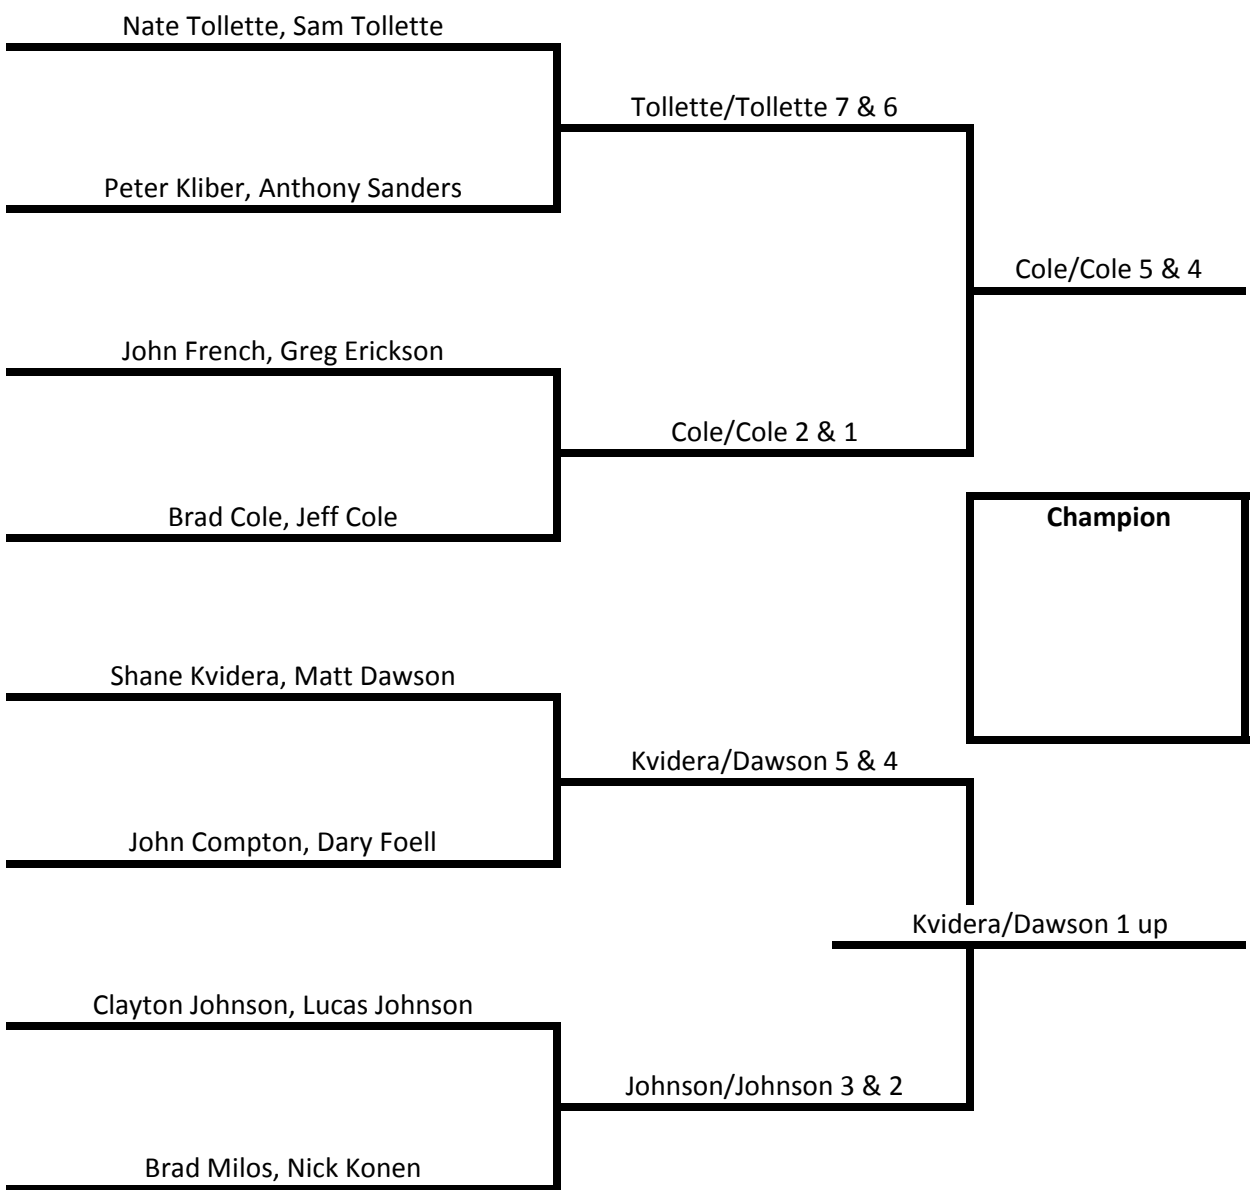 Nate Tollette, Sam Tollette
Tollette/Tollette 7 & 6
Peter Kliber, Anthony Sanders
Cole/Cole 5 & 4
John French, Greg Erickson
Cole/Cole 2 & 1
Brad Cole, Jeff Cole
Champion
Shane Kvidera, Matt Dawson
Kvidera/Dawson 5 & 4
John Compton, Dary Foell
Kvidera/Dawson 1 up
Clayton Johnson, Lucas Johnson
Johnson/Johnson 3 & 2
Brad Milos, Nick Konen